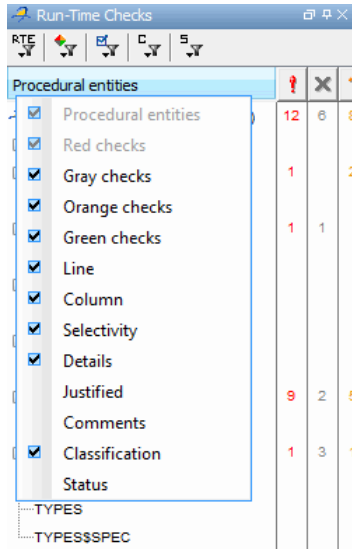 Run-Time Checks
RTE C S
Procedural entities
12 6
Procedural entities
Red checks
Gray checks 1
Orange checks
Green checks 1 1
Line
Column
Selectivity
Details
Justified 9 2
Comments
Classification 1 3
Status
TYPES
TYPES$SPEC